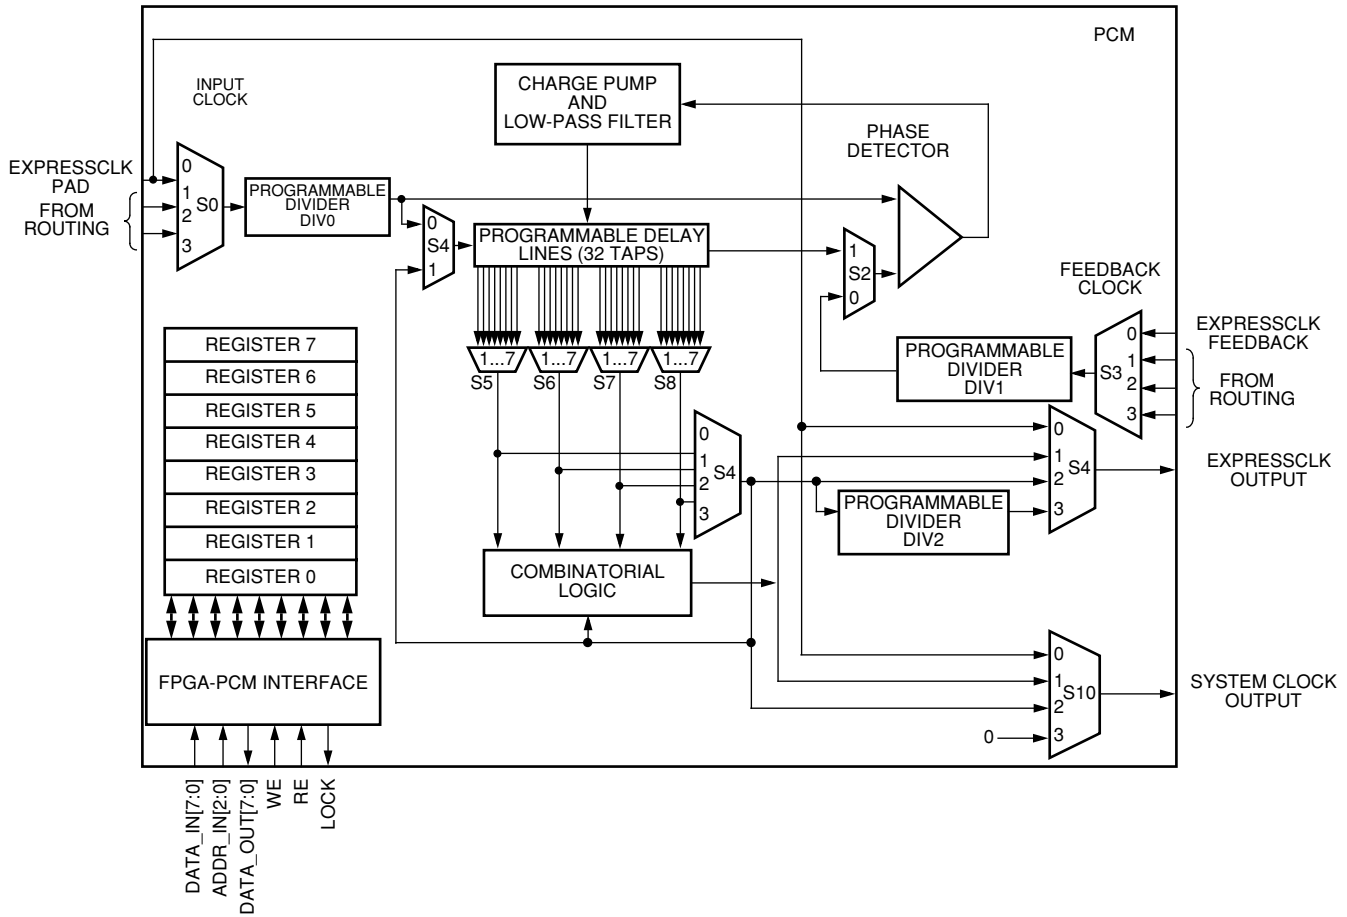 PCM
INPUT
CLOCK
CHARGE PUMP
AND
LOW-PASS FILTER
PHASE
DETECTOR
EXPRESSCLK
PAD
FROM
ROUTING
0
1
2
3
S0
PROGRAMMABLE
DIVIDER
DIV0
0
S4
1
PROGRAMMABLE DELAY
LINES (32 TAPS)
1
S2
0
FEEDBACK
CLOCK
EXPRESSCLK
FEEDBACK
FROM
ROUTING
0
1
2
3
S3
PROGRAMMABLE
DIVIDER
DIV1
1...7
1...7
1...7
1...7
S5
S6
S7
S8
REGISTER 7
REGISTER 6
REGISTER 5
REGISTER 4
REGISTER 3
REGISTER 2
REGISTER 1
REGISTER 0
0
1
2
3
S4
0
1
2
3
S4
EXPRESSCLK
OUTPUT
PROGRAMMABLE
DIVIDER
DIV2
COMBINATORIAL
LOGIC
FPGA-PCM INTERFACE
0
1
2
3
S10
0
SYSTEM CLOCK
OUTPUT
DATA_IN[7:0]
ADDR_IN[2:0]
DATA_OUT[7:0]
WE
RE
LOCK